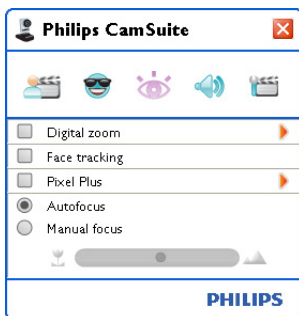 Philips CamSuite
Digital zoom
Face tracking
Pixel Plus
Autofocus
Manual focus
PHILIPS